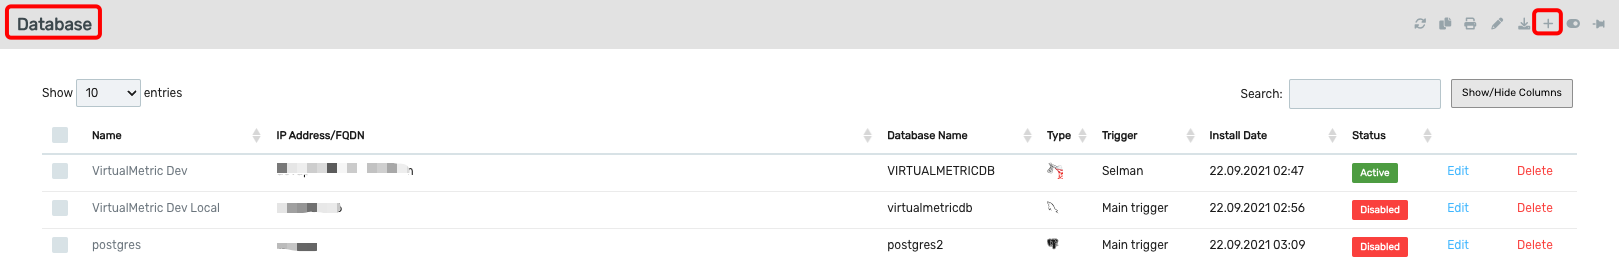 Database
Show 10 entries Search: Show/Hide Columns
Name IP Address/FQDN Database Name Type Trigger Install Date Status
VirtualMetric Dev VIRTUALMETRICDB Selman 22.09.2021 02:47 Active Edit Delete
VirtualMetric Dev Local virtualmetricdb Main trigger 22.09.2021 02:56 Disabled Edit Delete
postgres postgres2 Main trigger 22.09.2021 03:09 Disabled Edit Delete